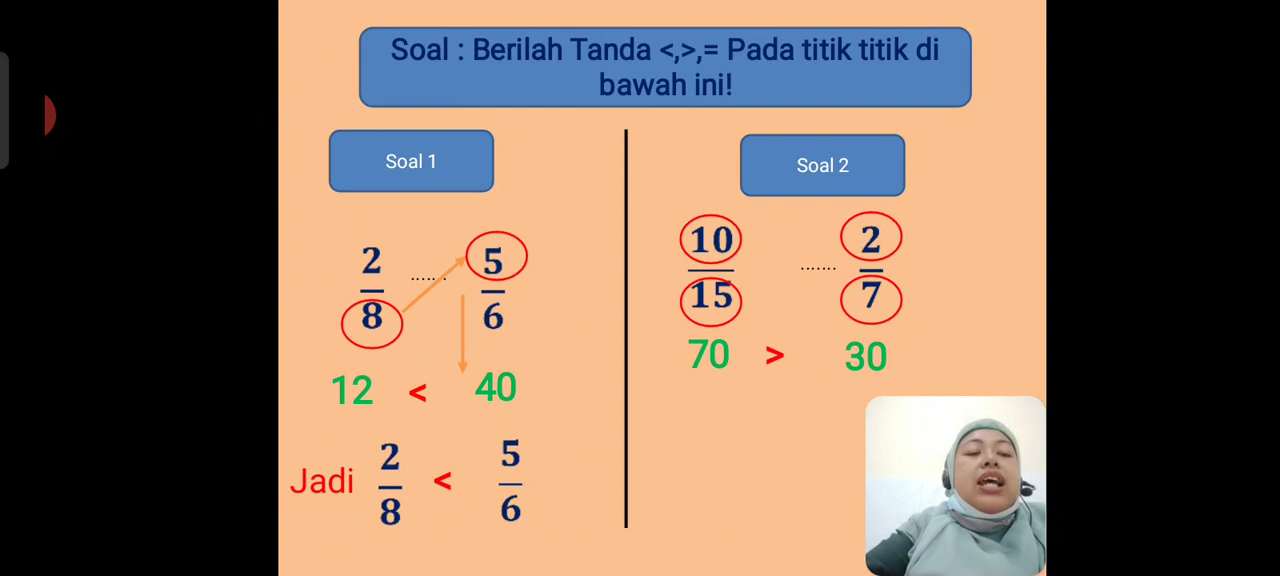 Soal : Berilah Tanda <,>,= Pada titik titik di
bawah ini!
Soal 1
2/8 ...... 5/6
12 < 40
Jadi 2/8 < 5/6
Soal 2
10/15 ....... 2/7
70 > 30